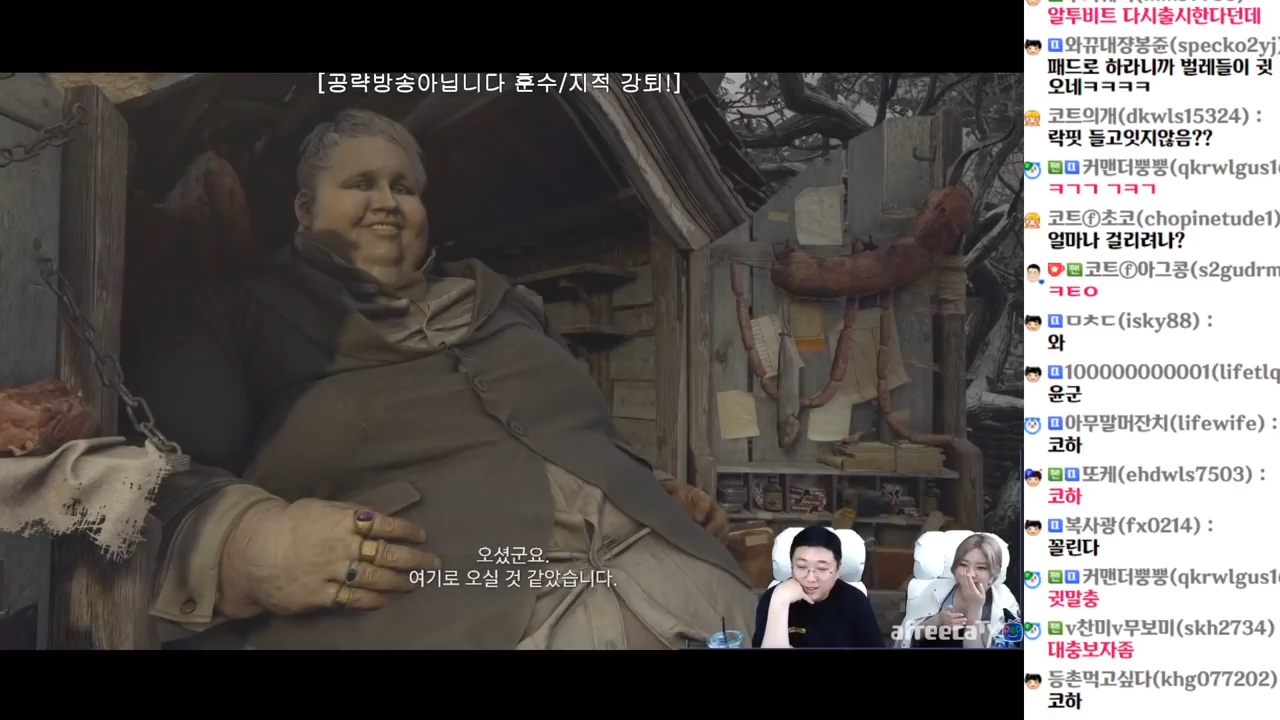 [공략방송아닙니다 훈수/지적 강퇴!]
오셨군요.
여기로 오실 것 같았습니다.
afreecaTV
알투비트 다시출시한다던데
와뀨대쟝봉쥰(specko2yj)
패드로 하라니까 벌레들이 귓
오네ㅋㅋㅋㅋ
코트의개(dkwls15324) :
락핏 들고잇지않음??
팬 커맨더뿡뿡(qkrwlgus1
ㅋㄱㄱ ㄱㅋㄱ
코트ⓕ초코(chopinetude1)
얼마나 걸리려나?
팬 코트ⓕ아그콩(s2gudrm
ㅋㅌㅇ
ㅁㅊㄷ(isky88) :
와
100000000001(lifetlq
윤군
아무말머잔치(lifewife) :
코하
팬 또케(ehdwls7503) :
코하
복사광(fx0214) :
꼴린다
팬 커맨더뿡뿡(qkrwlgus1
귓말충
팬 v찬미v무보미(skh2734)
대충보자좀
등촌먹고싶다(khg077202)
코하